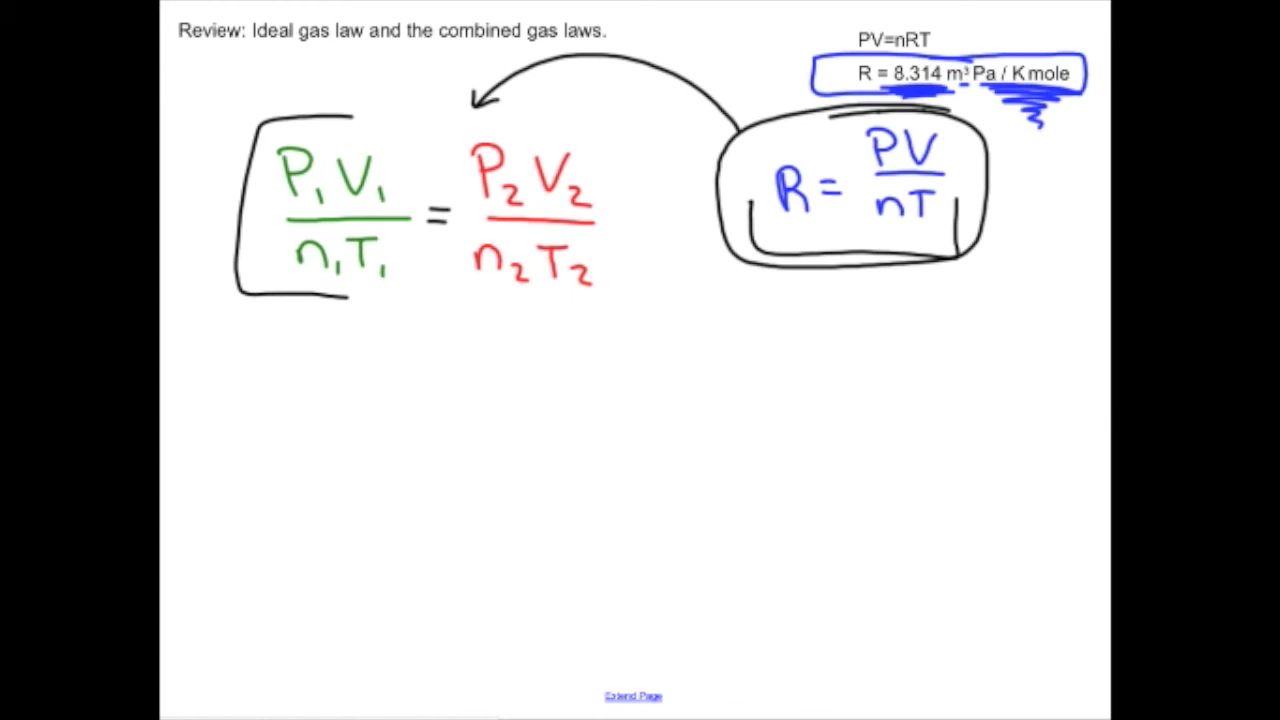 Review: Ideal gas law and the combined gas laws.
PV=nRT
R = 8.314 m³ Pa / K mole
P₁V₁ / n₁T₁ = P₂V₂ / n₂T₂
R = PV / nT
Extend Page